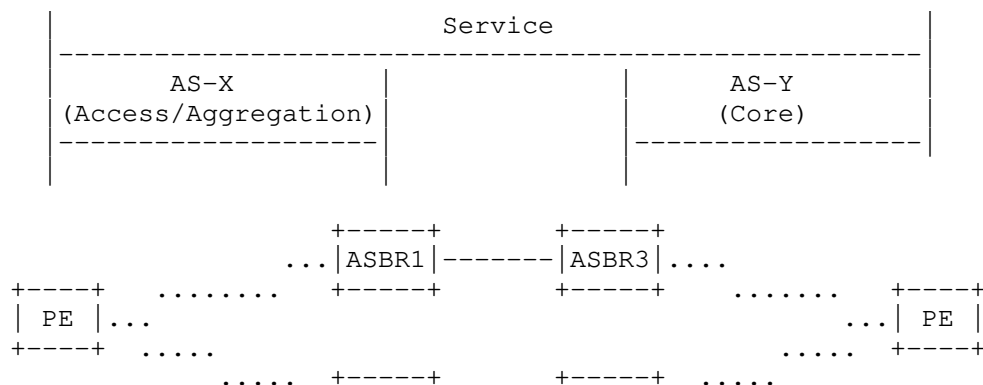 |                        Service                        |
|-------------------------------------------------------|
|       AS-X         |              |      AS-Y         |
|(Access/Aggregation)|              |     (Core)        |
|--------------------|              |------------------|
|                    |              |
                    +-----+       +-----+
                 ...|ASBR1|-------|ASBR3|....
+----+   ........   +-----+       +-----+    .......   +----+
| PE |...                                           ...| PE |
+----+  .....                                   .....  +----+
             .....  +-----+       +-----+  .....